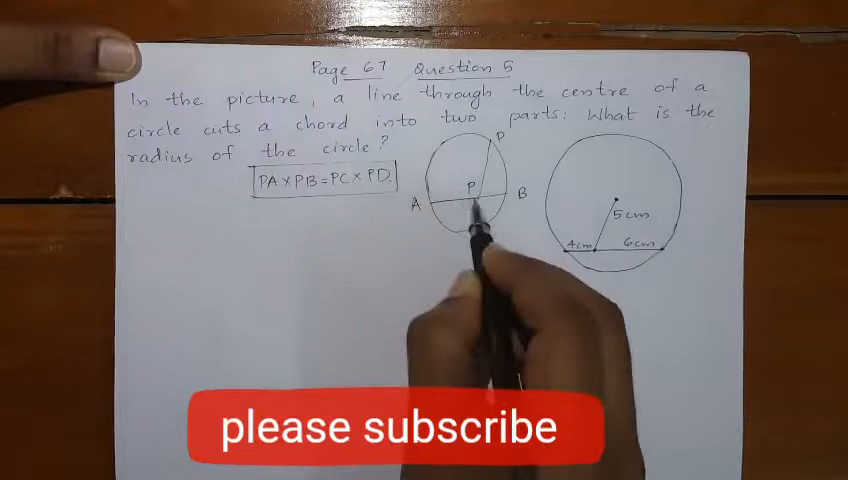 Page 67 Question 5
In the picture, a line through the centre of a
circle cuts a chord into two parts: What is the
radius of the circle?
PA×PB=PC×PD.
D
P
A
B
5cm
4cm
6cm
please subscribe